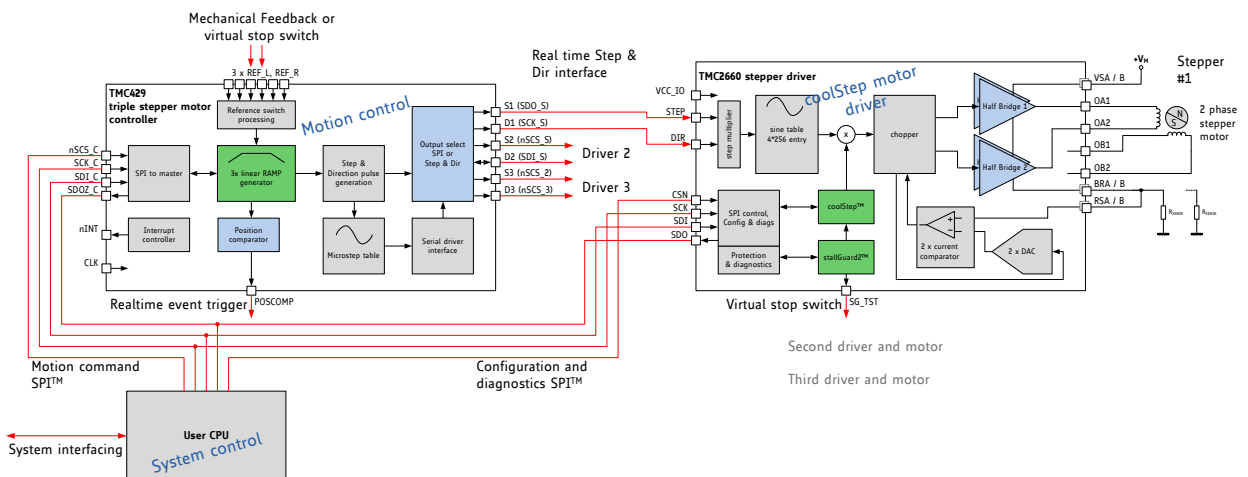 Mechanical Feedback or
virtual stop switch
3 x REF_L, REF_R
TMC429
triple stepper motor
controller
Reference switch
processing
Motion control
nSCS_C
SCK_C
SDI_C
SDOZ_C
SPI to master
3x linear RAMP
generator
Step &
Direction pulse
generation
Output select
SPI or
Step & Dir
S1 (SDO_S)
D1 (SCK_S)
S2 (nSCS_S)
D2 (SDI_S)
S3 (nSCS_2)
D3 (nSCS_3)
Driver 2
Driver 3
nINT
Interrupt
controller
Position
comparator
Microstep table
Serial driver
interface
CLK
Realtime event trigger
POSCOMP
Real time Step &
Dir interface
TMC2660 stepper driver
coolStep motor
driver
VCC_IO
STEP
DIR
step multiplier
sine table
4*256 entry
x
chopper
Half Bridge 1
Half Bridge 2
+VM
VSA / B
OA1
OA2
OB1
OB2
BRA / B
RSA / B
Stepper
#1
N
S
2 phase
stepper
motor
RSENSE
RSENSE
CSN
SCK
SDI
SDO
SPI control,
Config & diags
coolStep™
Protection
& diagnostics
stallGuard2™
2 x current
comparator
2 x DAC
Virtual stop switch
SG_TST
Second driver and motor
Third driver and motor
Motion command
SPI™
Configuration and
diagnostics SPI™
User CPU
System control
System interfacing